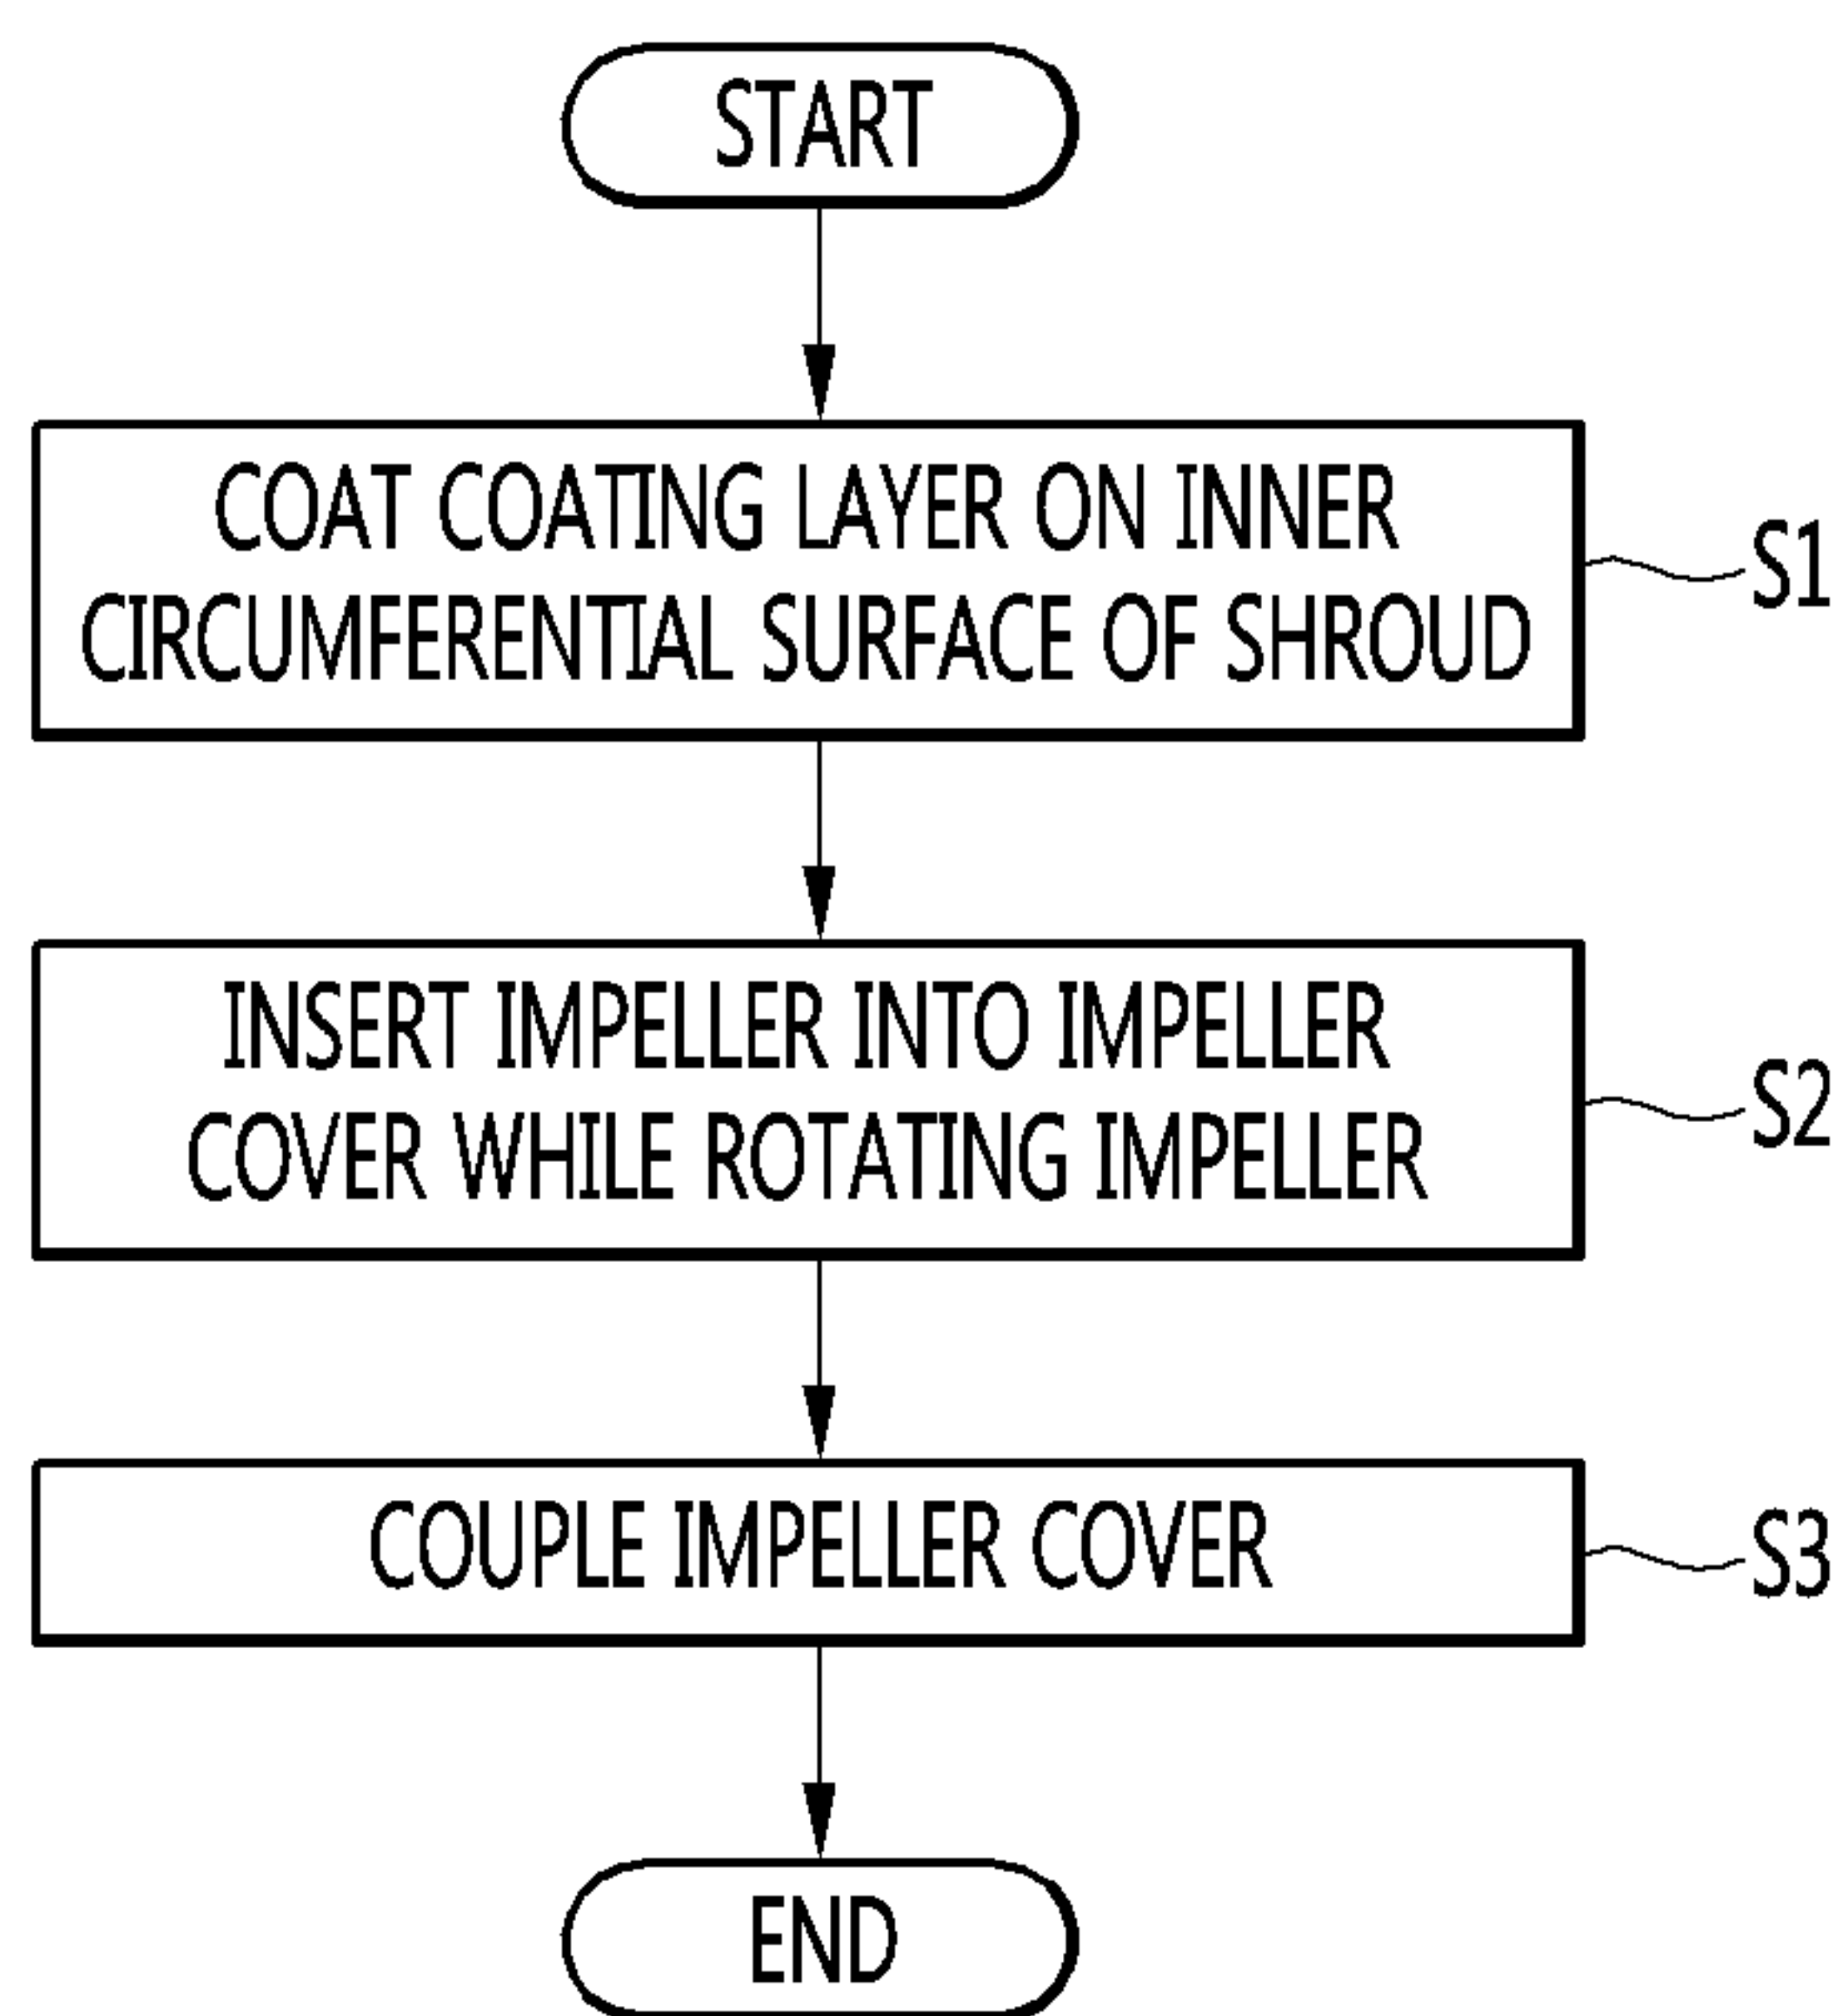 START
COAT COATING LAYER ON INNER
CIRCUMFERENTIAL SURFACE OF SHROUD
S1
INSERT IMPELLER INTO IMPELLER
COVER WHILE ROTATING IMPELLER
S2
COUPLE IMPELLER COVER
S3
END